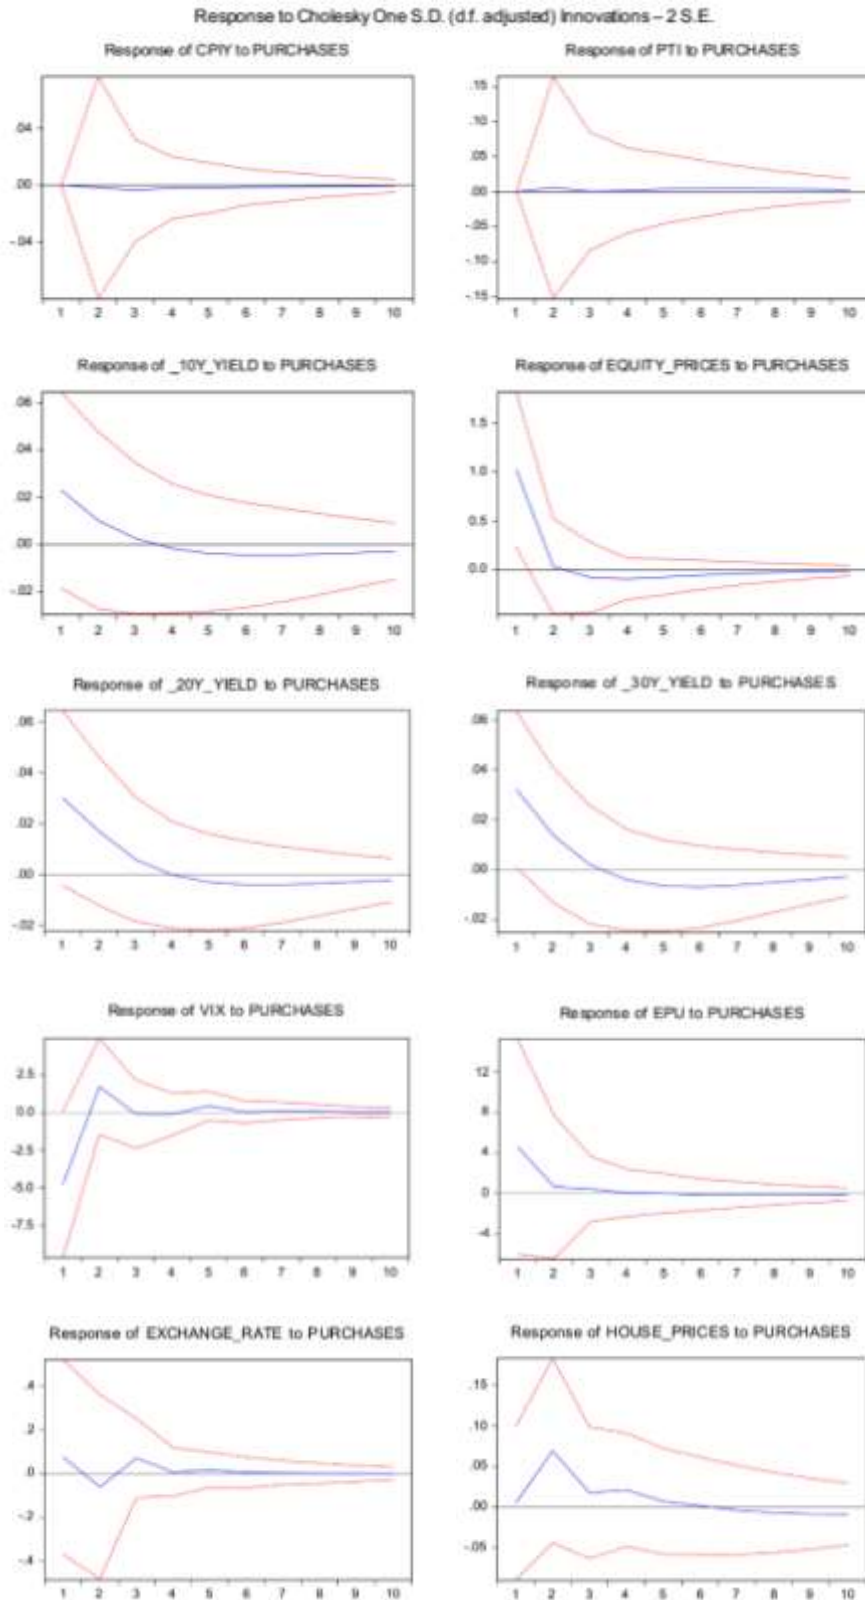 Response to Cholesky One S.D. (d.f. adjusted) Innovations – 2 S.E.
Response of CPIY to PURCHASES
.04
.00
-.04
1 2 3 4 5 6 7 8 9 10
Response of PTI to PURCHASES
.15
.10
.05
.00
-.05
-.10
-.15
1 2 3 4 5 6 7 8 9 10
Response of _10Y_YIELD to PURCHASES
.06
.04
.02
.00
-.02
1 2 3 4 5 6 7 8 9 10
Response of EQUITY_PRICES to PURCHASES
1.5
1.0
0.5
0.0
1 2 3 4 5 6 7 8 9 10
Response of _20Y_YIELD to PURCHASES
.06
.04
.02
.00
-.02
1 2 3 4 5 6 7 8 9 10
Response of _30Y_YIELD to PURCHASES
.06
.04
.02
.00
-.02
1 2 3 4 5 6 7 8 9 10
Response of VIX to PURCHASES
2.5
0.0
-2.5
-5.0
-7.5
1 2 3 4 5 6 7 8 9 10
Response of EPU to PURCHASES
12
8
4
0
-4
1 2 3 4 5 6 7 8 9 10
Response of EXCHANGE_RATE to PURCHASES
.4
.2
.0
-.2
-.4
1 2 3 4 5 6 7 8 9 10
Response of HOUSE_PRICES to PURCHASES
.15
.10
.05
.00
-.05
1 2 3 4 5 6 7 8 9 10